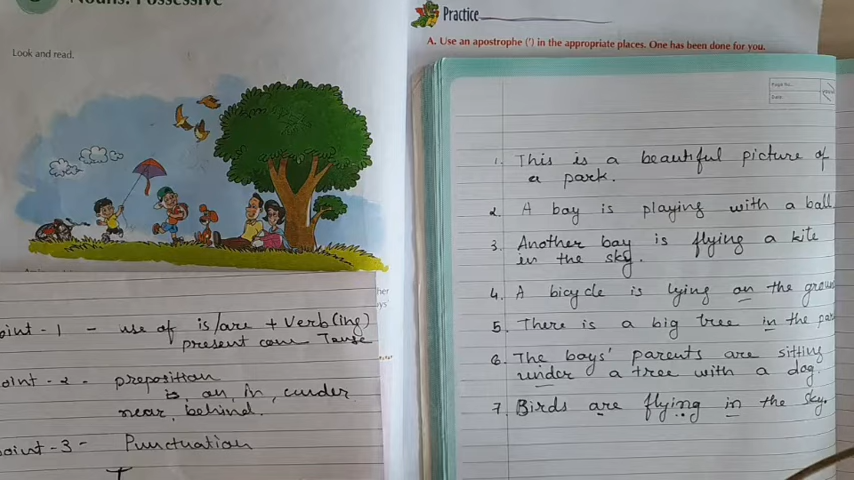 Nouns: Possessive
Look and read.
oint - 1 - use of is/are + Verb(ing)
present con Tense
oint - 2 - preposition
is, on, in, under
near, behind.
oint - 3 - Punctuation
Practice
A. Use an apostrophe (') in the appropriate places. One has been done for you.
Page No.
Date
1. This is a beautiful picture of
a park.
2. A boy is playing with a ball
3. Another boy is flying a kite
in the sky.
4. A bicycle is lying on the groun
5. There is a big tree in the par
6. The boys' parents are sitting
under a tree with a dog.
7. Birds are flying in the sky.